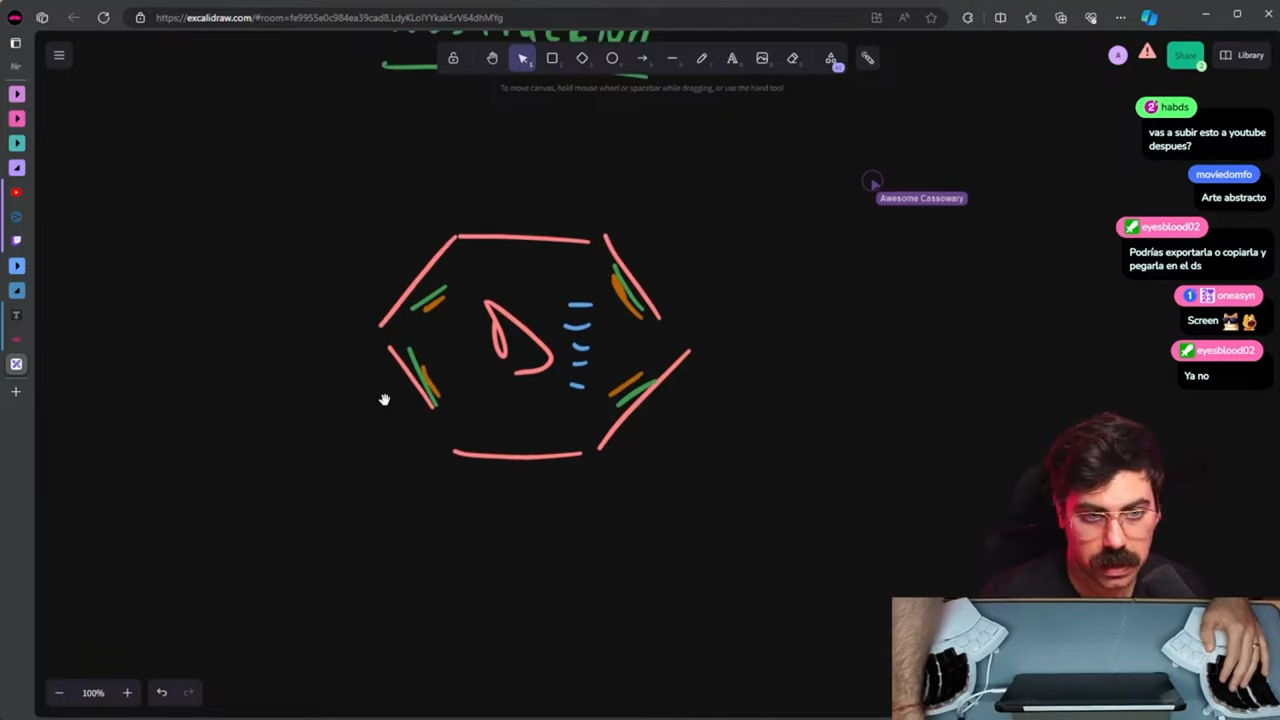 https://excalidraw.com/#room=fe9955e0c984ea39cad8,LdyKLoIYYkak5rV64dhMYg
To move canvas, hold mouse wheel or spacebar while dragging, or use the hand tool
A
Share
2
Library
Awesome Cassowary
habds
vas a subir esto a youtube
despues?
moviedomfo
Arte abstracto
eyesblood02
Podrías exportarla o copiarla y
pegarla en el ds
oneasyn
Screen
eyesblood02
Ya no
D
100%